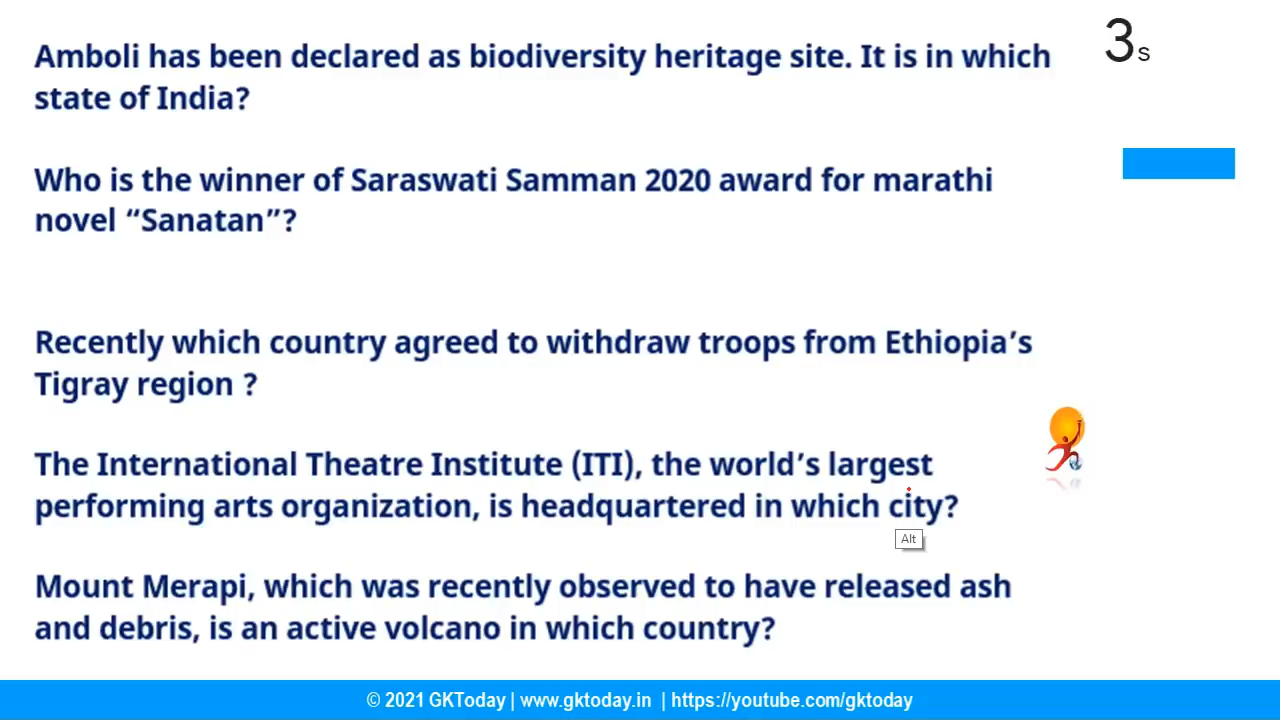 3s
Amboli has been declared as biodiversity heritage site. It is in which
state of India?
Who is the winner of Saraswati Samman 2020 award for marathi
novel “Sanatan”?
Recently which country agreed to withdraw troops from Ethiopia’s
Tigray region ?
The International Theatre Institute (ITI), the world’s largest
performing arts organization, is headquartered in which city?
Alt
Mount Merapi, which was recently observed to have released ash
and debris, is an active volcano in which country?
© 2021 GKToday | www.gktoday.in | https://youtube.com/gktoday